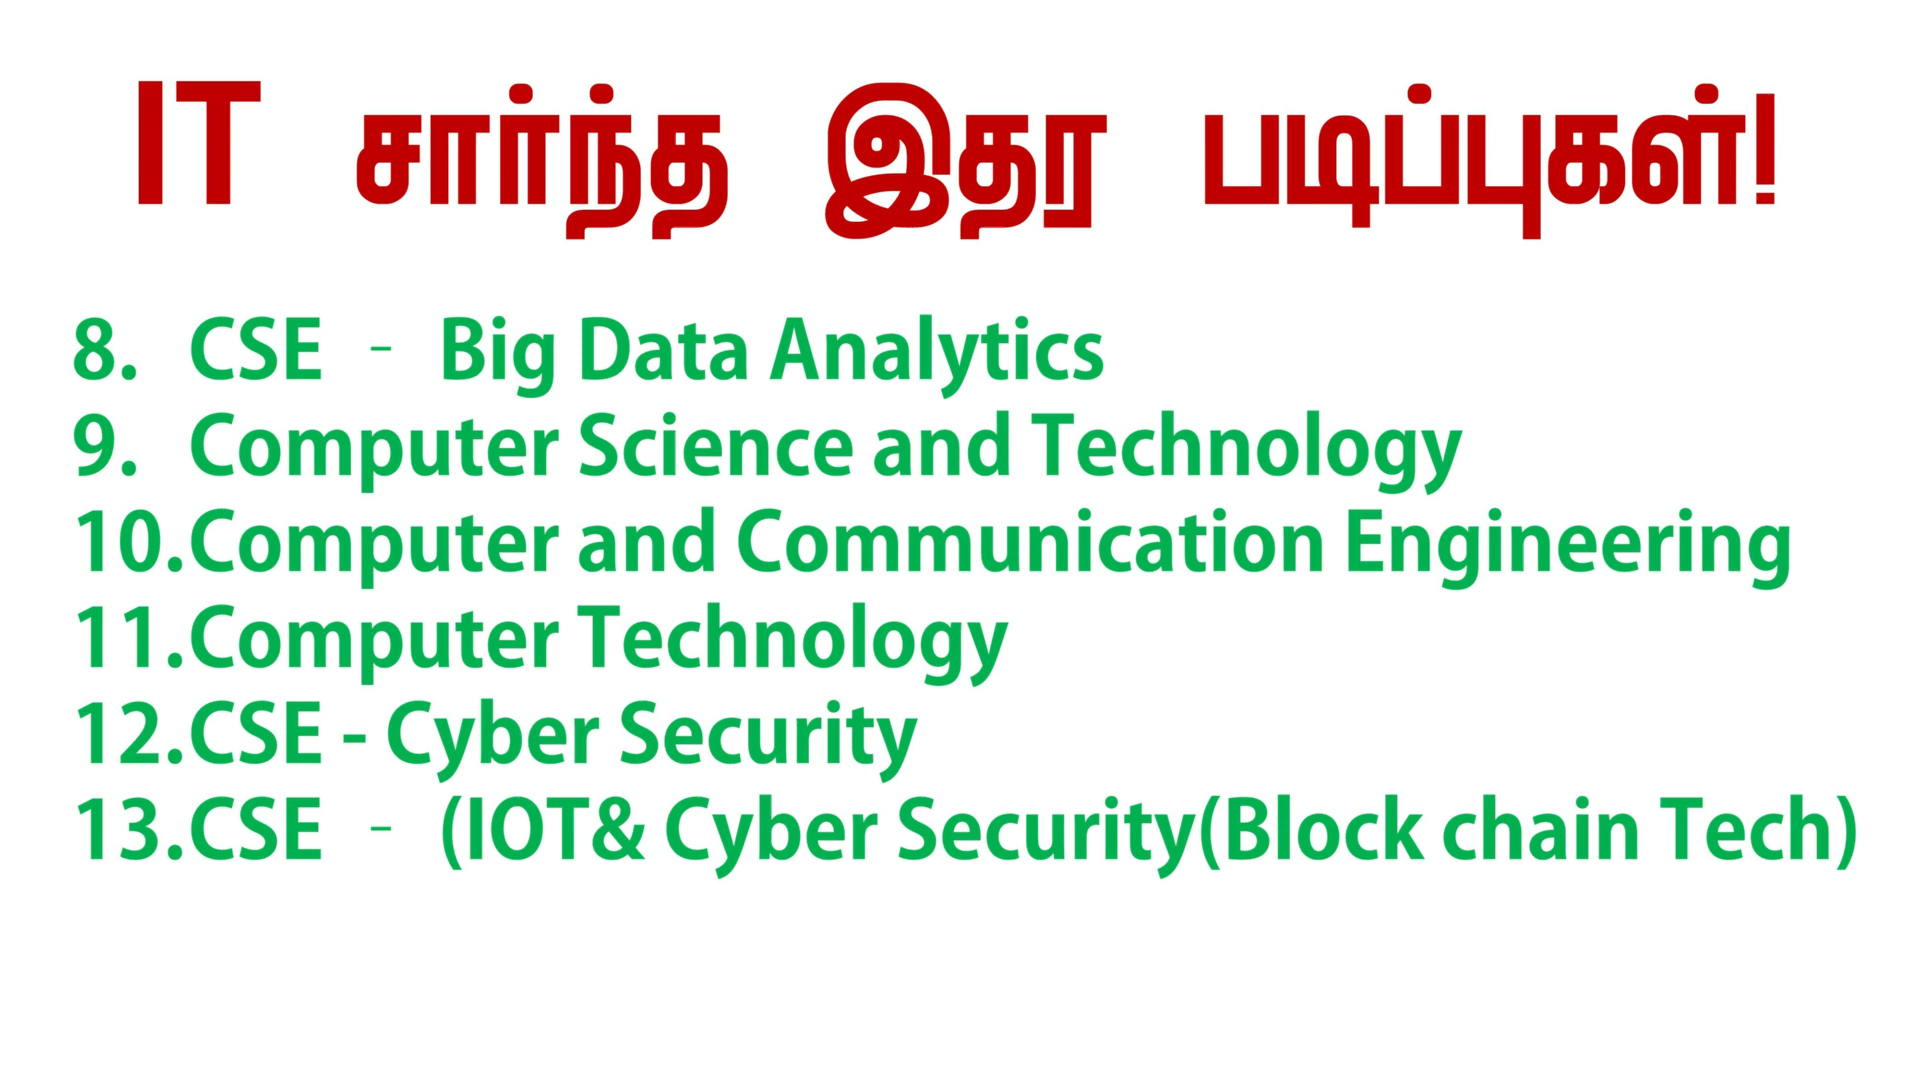 IT சார்ந்த இதர படிப்புகள்!
8. CSE - Big Data Analytics
9. Computer Science and Technology
10.Computer and Communication Engineering
11.Computer Technology
12.CSE - Cyber Security
13.CSE - (IOT& Cyber Security(Block chain Tech)